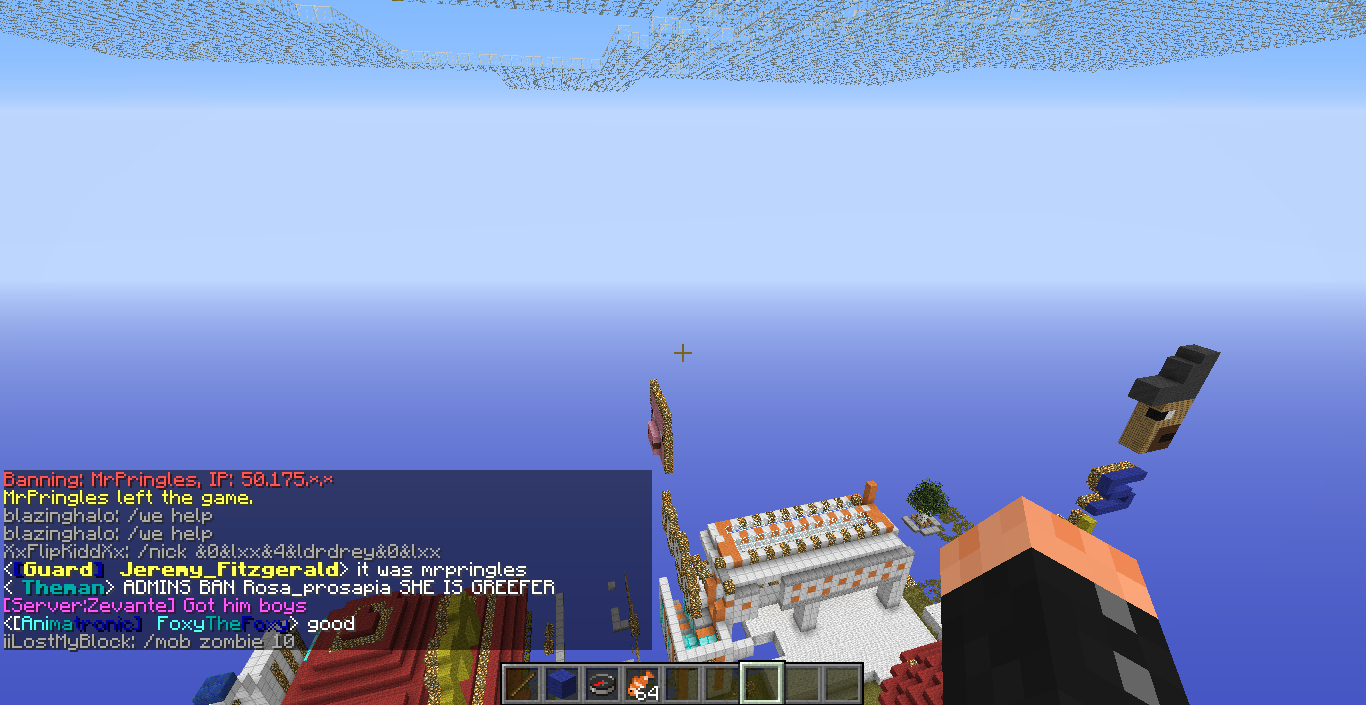 Banning: MrPringles, IP: 50.175.*.*
MrPringles left the game.
blazinghalo: /we help
blazinghalo: /we help
XxFlipKiddXx: /nick &0&lxx&4&ldrdrey&0&lxx
<[Guard] Jeremy_Fitzgerald> it was mrpringles
< Theman> ADMINS BAN Rosa_prosapia SHE IS GREEFER
[Server:Zevante] Got him boys
<[Animatronic] FoxyTheFoxy> good
iiLostMyBlock: /mob zombie 10
64